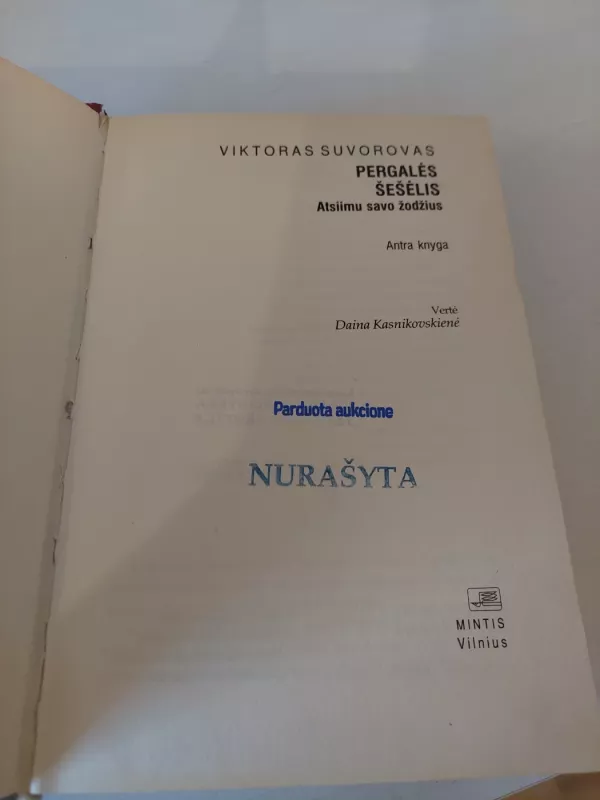 VIKTORAS SUVOROVAS
PERGALĖS
ŠEŠĖLIS
Atsiimu savo žodžius
Antra knyga
Vertė
Daina Kasnikovskienė
Parduota aukcione
NURAŠYTA
MINTIS
Vilnius